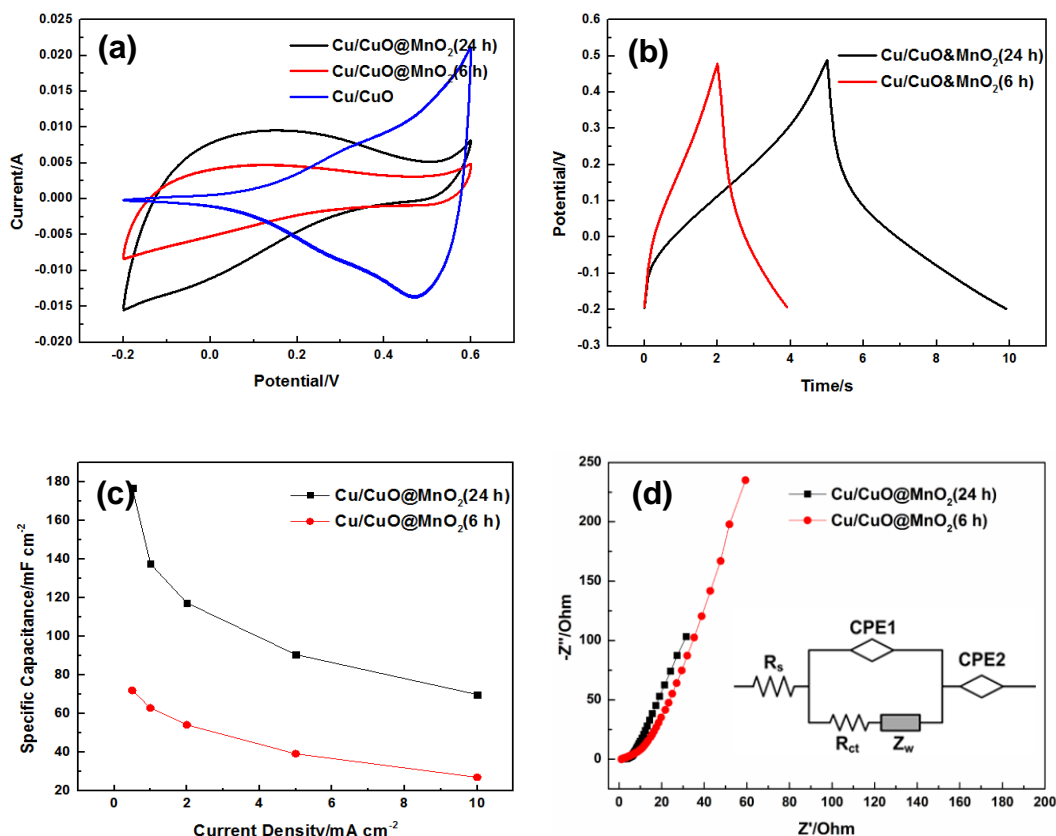 (a)
Cu/CuO@MnO₂(24 h)
Cu/CuO@MnO₂(6 h)
Cu/CuO
0.025
0.020
0.015
0.010
0.005
0.000
-0.005
-0.010
-0.015
-0.020
Current/A
-0.2 0.0 0.2 0.4 0.6
Potential/V
(b)
Cu/CuO&MnO₂(24 h)
Cu/CuO&MnO₂(6 h)
0.6
0.5
0.4
0.3
0.2
0.1
0.0
-0.1
-0.2
-0.3
Potential/V
0 2 4 6 8 10
Time/s
(c)
Cu/CuO@MnO₂(24 h)
Cu/CuO@MnO₂(6 h)
180
160
140
120
100
80
60
40
20
Specific Capacitance/mF cm⁻²
0 2 4 6 8 10
Current Density/mA cm⁻²
(d)
Cu/CuO@MnO₂(24 h)
Cu/CuO@MnO₂(6 h)
250
200
150
100
50
0
-Z''/Ohm
CPE1
Rs
CPE2
Rct
Zw
0 20 40 60 80 100 120 140 160 180 200
Z'/Ohm